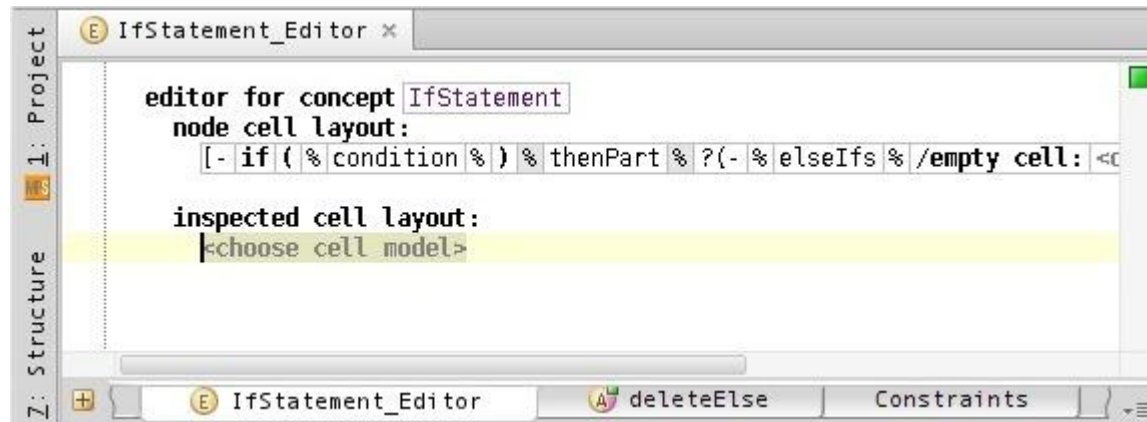 IfStatement_Editor
1: Project
editor for concept IfStatement
node cell layout:
[- if ( % condition % ) % thenPart % ?(- % elseIfs % /empty cell: <
inspected cell layout:
<choose cell model>
Z: Structure
IfStatement_Editor deleteElse Constraints